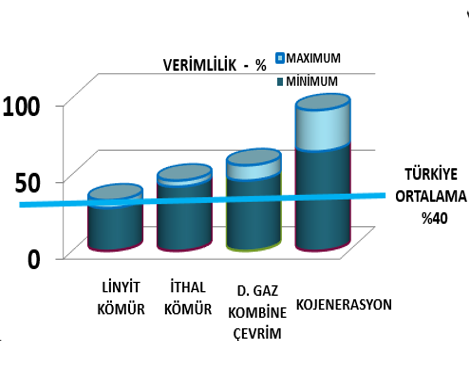 VERİMLİLİK - %
MAXIMUM
MİNİMUM
100
50
0
TÜRKİYE
ORTALAMA
%40
LİNYİT
KÖMÜR
İTHAL
KÖMÜR
D. GAZ
KOMBİNE
ÇEVRİM
KOJENERASYON